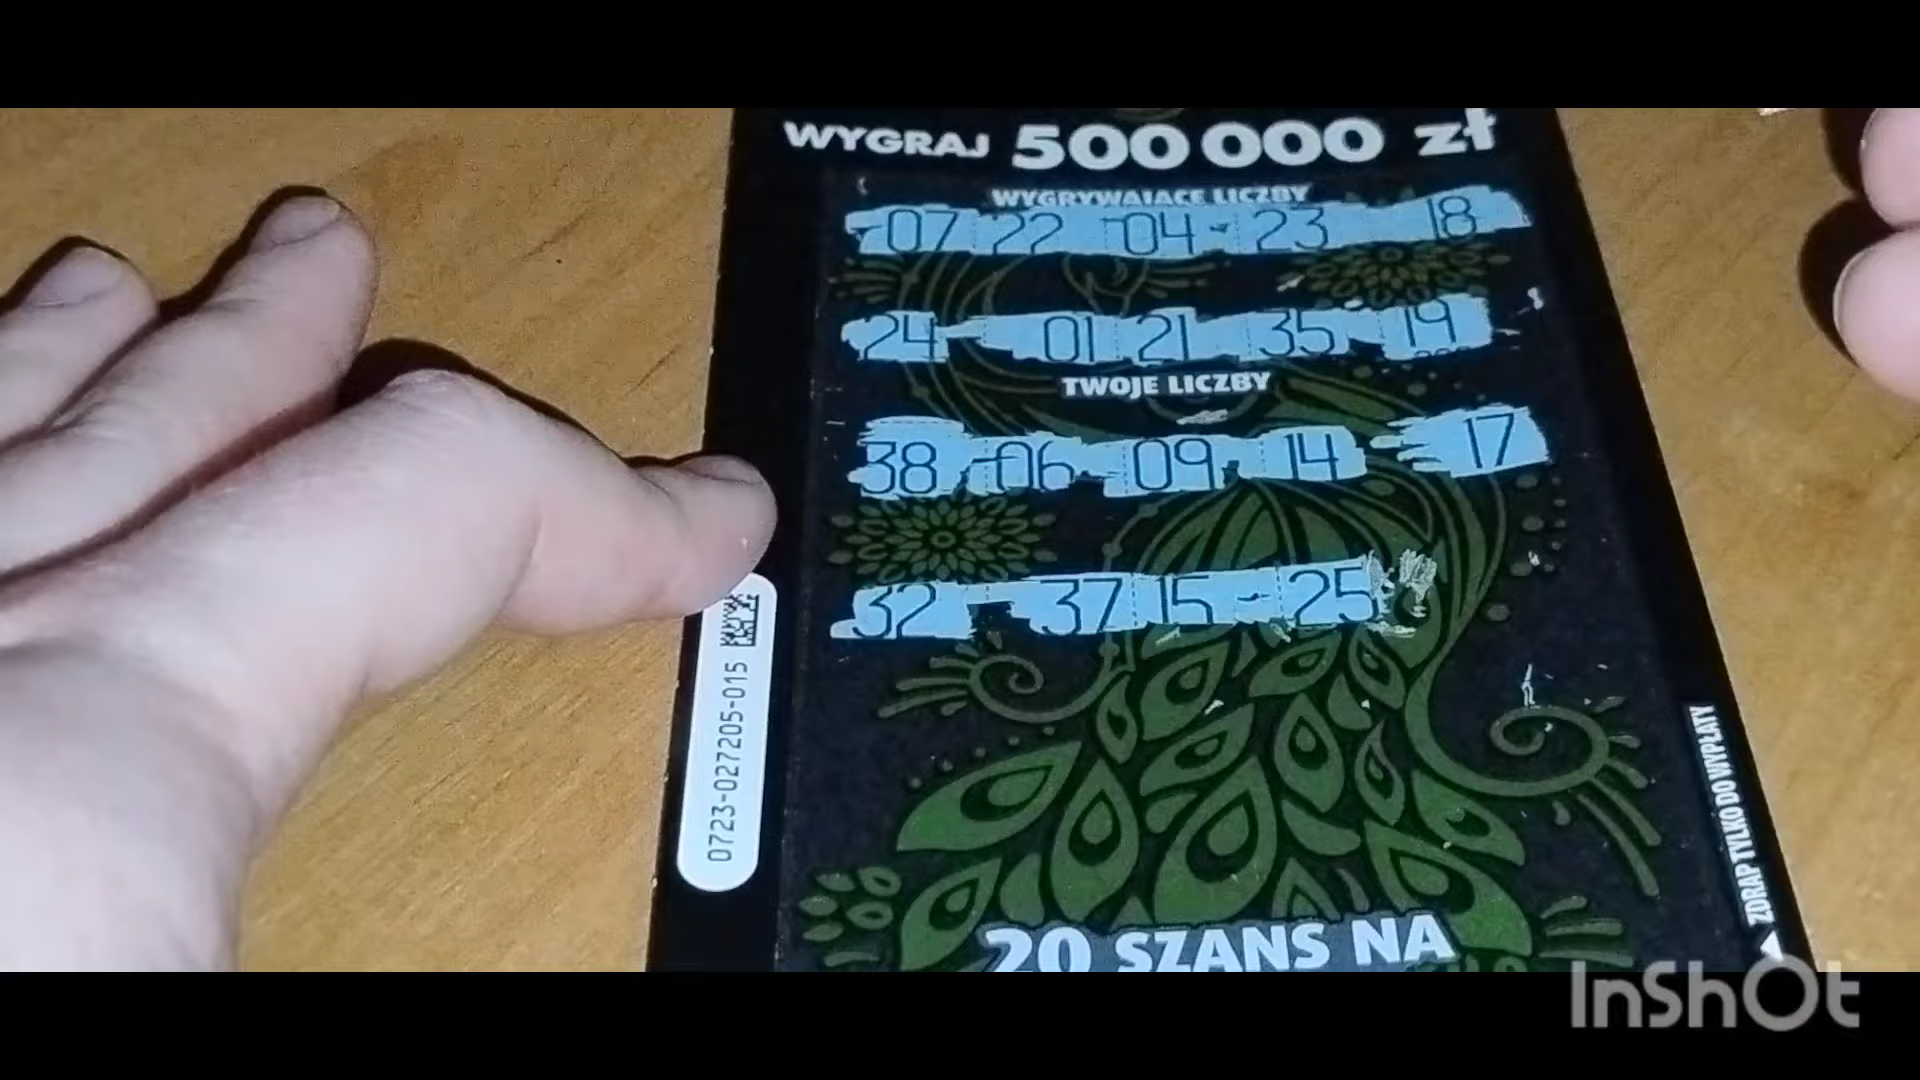 WYGRAJ 500 000 zł
WYGRYWAJĄCE LICZBY
07 22 04 23 18
24 01 21 35 19
TWOJE LICZBY
38 06 09 14 17
32 37 15 25
0723-027205-015
ZDRAP TYLKO DO WYPŁATY
20 SZANS NA
InShOt